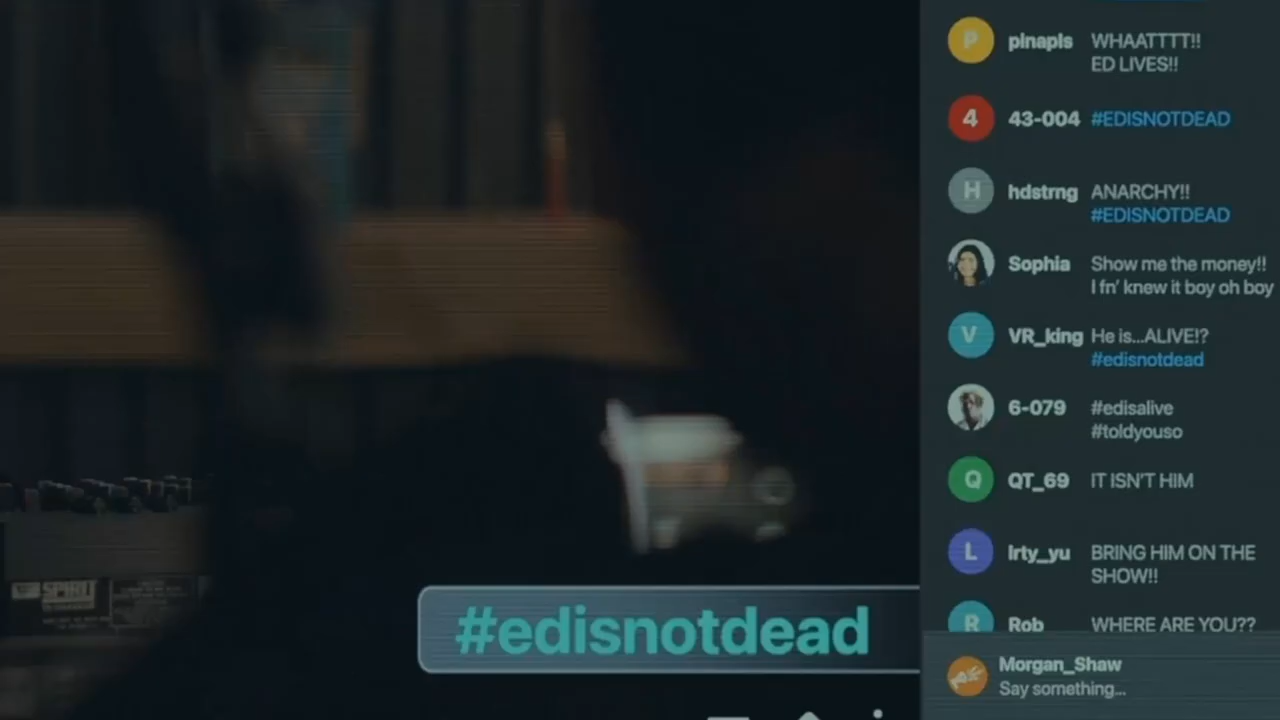 P
pinapls
WHAATTTT!!
ED LIVES!!
4
43-004
#EDISNOTDEAD
H
hdstrng
ANARCHY!!
#EDISNOTDEAD
Sophia
Show me the money!!
I fn' knew it boy oh boy
V
VR_king
He is...ALIVE!?
#edisnotdead
6-079
#edisalive
#toldyouso
Q
QT_69
IT ISN'T HIM
L
lrty_yu
BRING HIM ON THE
SHOW!!
R
Rob
WHERE ARE YOU??
#edisnotdead
Morgan_Shaw
Say something...
SPIRIT